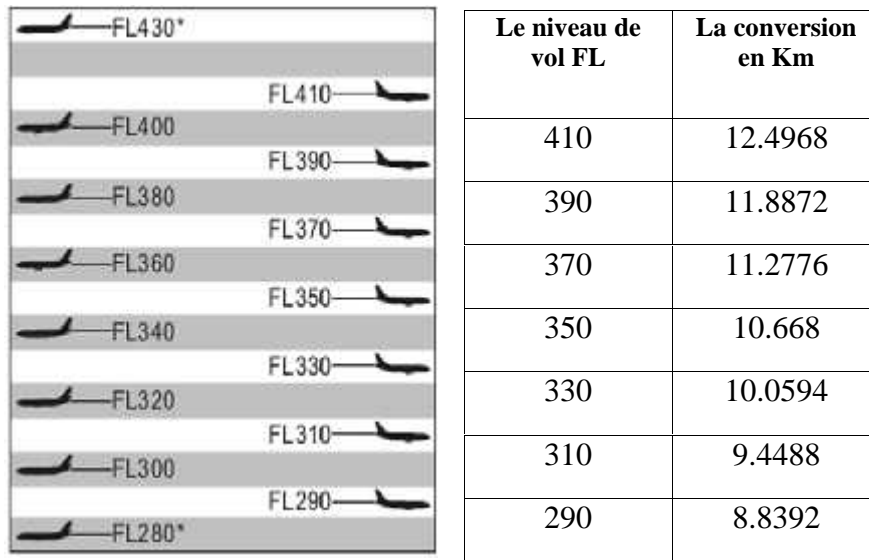 FL430*
FL410
FL400
FL390
FL380
FL370
FL360
FL350
FL340
FL330
FL320
FL310
FL300
FL290
FL280*
Le niveau de vol FL La conversion en Km
410 12.4968
390 11.8872
370 11.2776
350 10.668
330 10.0594
310 9.4488
290 8.8392